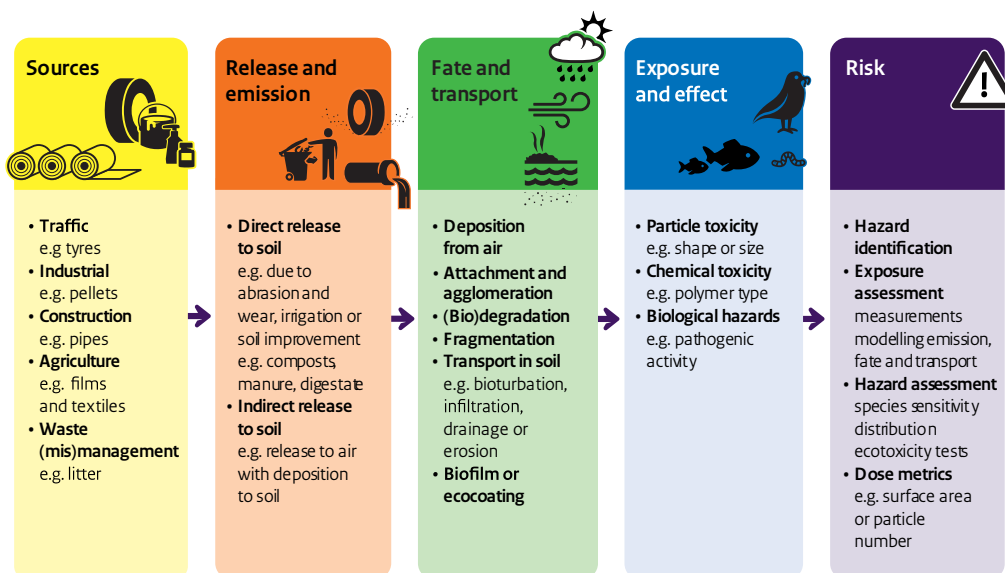 Sources
• Traffic
e.g tyres
• Industrial
e.g. pellets
• Construction
e.g. pipes
• Agriculture
e.g. films
and textiles
• Waste
(mis)management
e.g. litter
Release and
emission
• Direct release
to soil
e.g. due to
abrasion and
wear, irrigation or
soil improvement
e.g. composts,
manure, digestate
• Indirect release
to soil
e.g. release to air
with deposition
to soil
Fate and
transport
• Deposition
from air
• Attachment and
agglomeration
• (Bio)degradation
• Fragmentation
• Transport in soil
e.g. bioturbation,
infiltration,
drainage or
erosion
• Biofilm or
ecocoating
Exposure
and effect
• Particle toxicity
e.g. shape or size
• Chemical toxicity
e.g. polymer type
• Biological hazards
e.g. pathogenic
activity
Risk
!
• Hazard
identification
• Exposure
assessment
measurements
modelling emission,
fate and transport
• Hazard assessment
species sensitivity
distribution
ecotoxicity tests
• Dose metrics
e.g. surface area
or particle
number